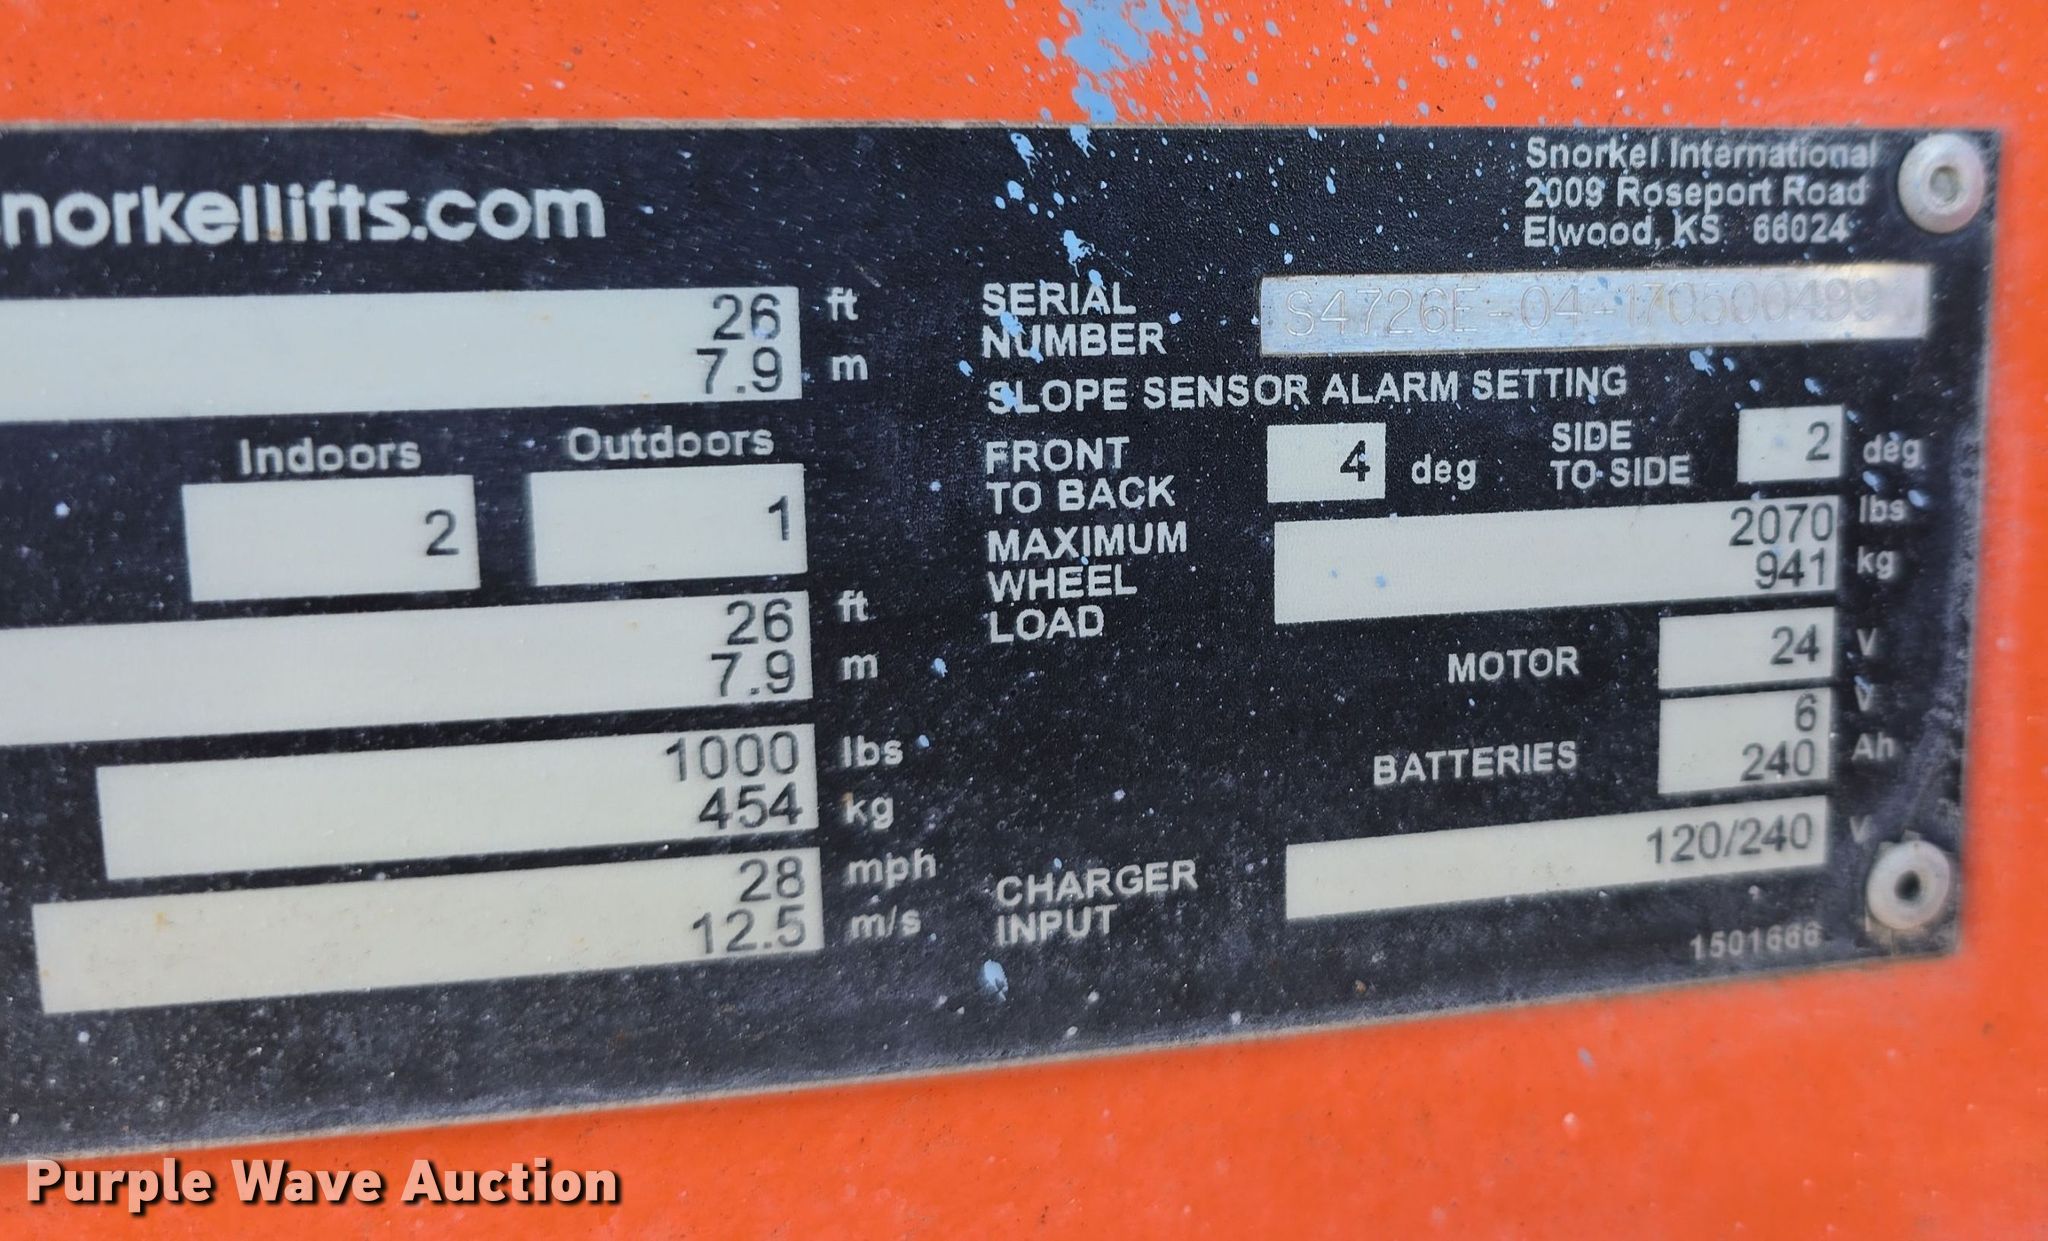 norkellifts.com
Snorkel International
2009 Roseport Road
Elwood, KS 66024
26 ft
7.9 m
Indoors Outdoors
2 1
26 ft
7.9 m
1000 lbs
454 kg
28 mph
12.5 m/s
SERIAL
NUMBER S4726E-04-170500499
SLOPE SENSOR ALARM SETTING
FRONT
TO BACK 4 deg
SIDE
TO SIDE 2 deg
MAXIMUM
WHEEL
LOAD
2070 lbs
941 kg
MOTOR 24 V
BATTERIES 6 V
240 Ah
CHARGER
INPUT 120/240 V
1501666
Purple Wave Auction